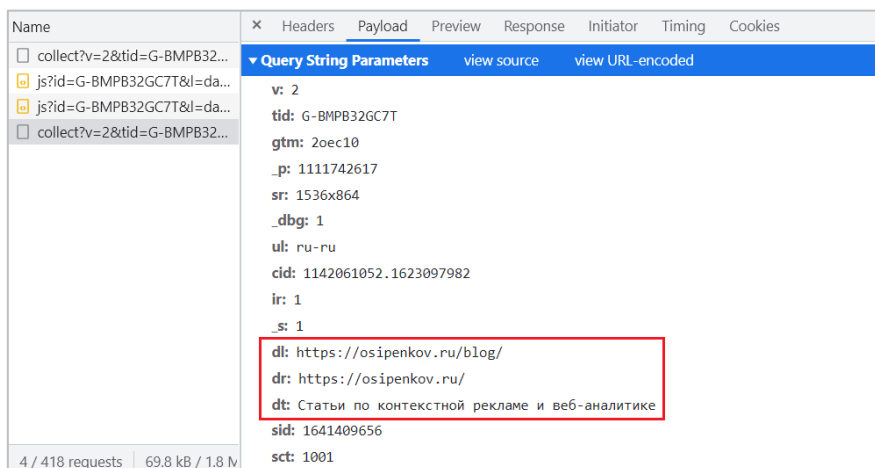 Name
collect?v=2&tid=G-BMPB32...
js?id=G-BMPB32GC7T&l=da...
js?id=G-BMPB32GC7T&l=da...
collect?v=2&tid=G-BMPB32...
4 / 418 requests 69.8 kB / 1.8 M
× Headers Payload Preview Response Initiator Timing Cookies
▼ Query String Parameters view source view URL-encoded
v: 2
tid: G-BMPB32GC7T
gtm: 2oec10
_p: 1111742617
sr: 1536x864
_dbg: 1
ul: ru-ru
cid: 1142061052.1623097982
ir: 1
_s: 1
dl: https://osipenkov.ru/blog/
dr: https://osipenkov.ru/
dt: Статьи по контекстной рекламе и веб-аналитике
sid: 1641409656
sct: 1001